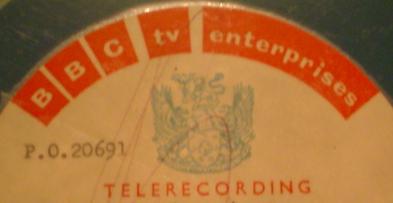 BBC tv enterprises
P.O.20691
TELERECORDING